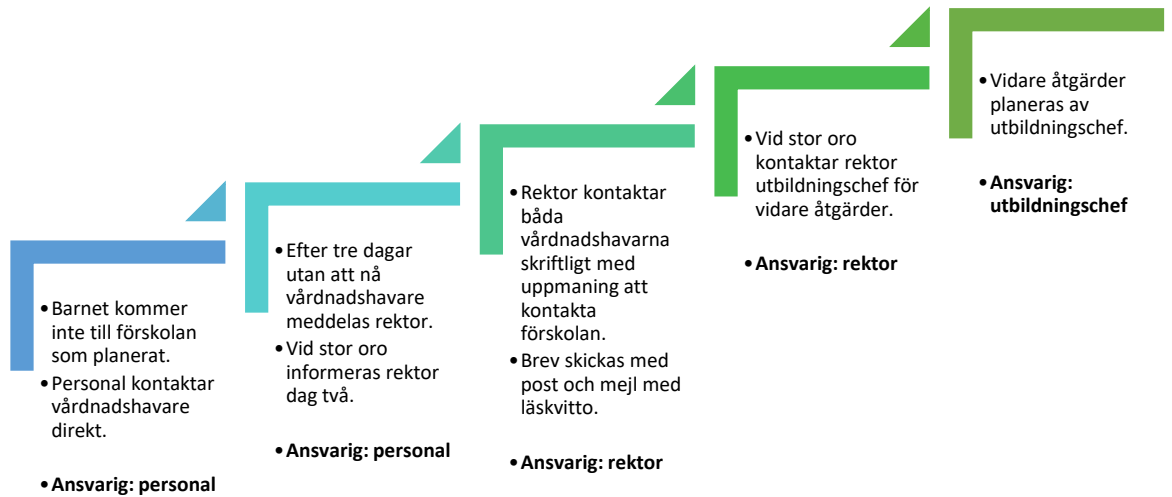 •Barnet kommer
inte till förskolan
som planerat.
•Personal kontaktar
vårdnadshavare
direkt.
•Ansvarig: personal
•Efter tre dagar
utan att nå
vårdnadshavare
meddelas rektor.
•Vid stor oro
informeras rektor
dag två.
•Ansvarig: personal
•Rektor kontaktar
båda
vårdnadshavarna
skriftligt med
uppmaning att
kontakta
förskolan.
•Brev skickas med
post och mejl med
läskvitto.
•Ansvarig: rektor
•Vid stor oro
kontaktar rektor
utbildningschef för
vidare åtgärder.
•Ansvarig: rektor
•Vidare åtgärder
planeras av
utbildningschef.
•Ansvarig:
utbildningschef